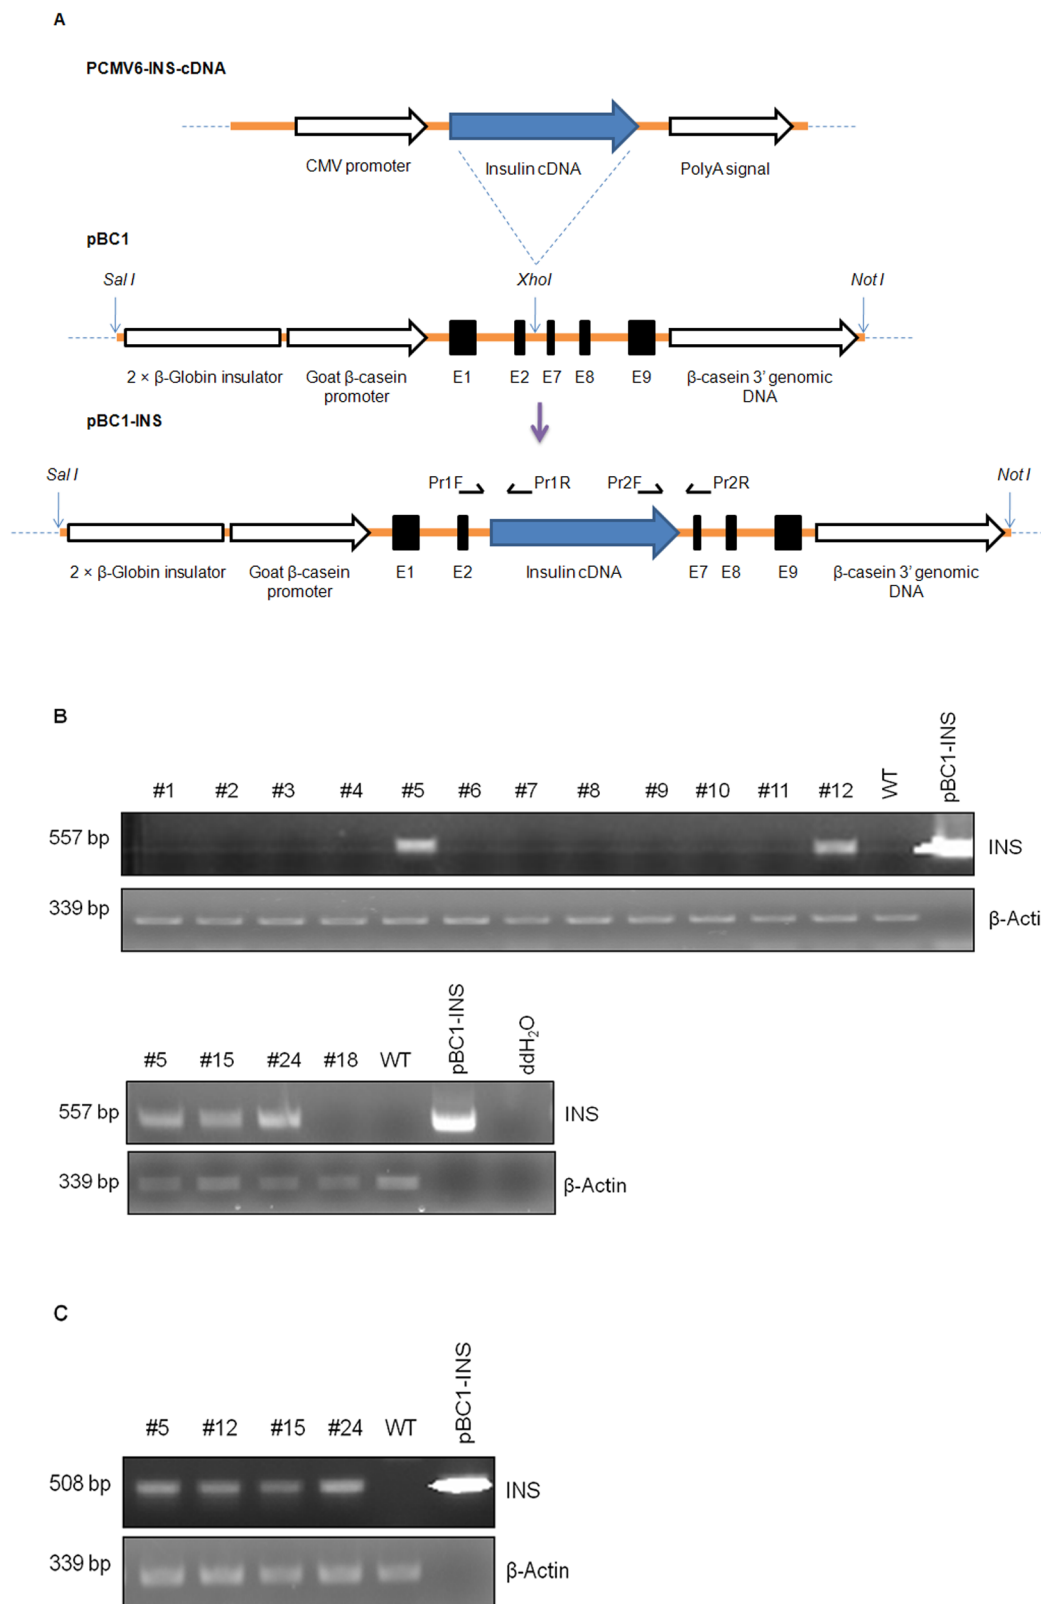 A
PCMV6-INS-cDNA
CMV promoter
Insulin cDNA
PolyA signal
pBC1
Sal I
XhoI
Not I
2 × β-Globin insulator
Goat β-casein
promoter
E1
E2
E7
E8
E9
β-casein 3’ genomic
DNA
pBC1-INS
Sal I
Pr1F
Pr1R
Pr2F
Pr2R
Not I
2 × β-Globin insulator
Goat β-casein
promoter
E1
E2
Insulin cDNA
E7
E8
E9
β-casein 3’ genomic
DNA
B
#1 #2 #3 #4 #5 #6 #7 #8 #9 #10 #11 #12 WT pBC1-INS
557 bp
INS
339 bp
β-Acti
#5 #15 #24 #18 WT pBC1-INS ddH₂O
557 bp
INS
339 bp
β-Actin
C
#5 #12 #15 #24 WT pBC1-INS
508 bp
INS
339 bp
β-Actin